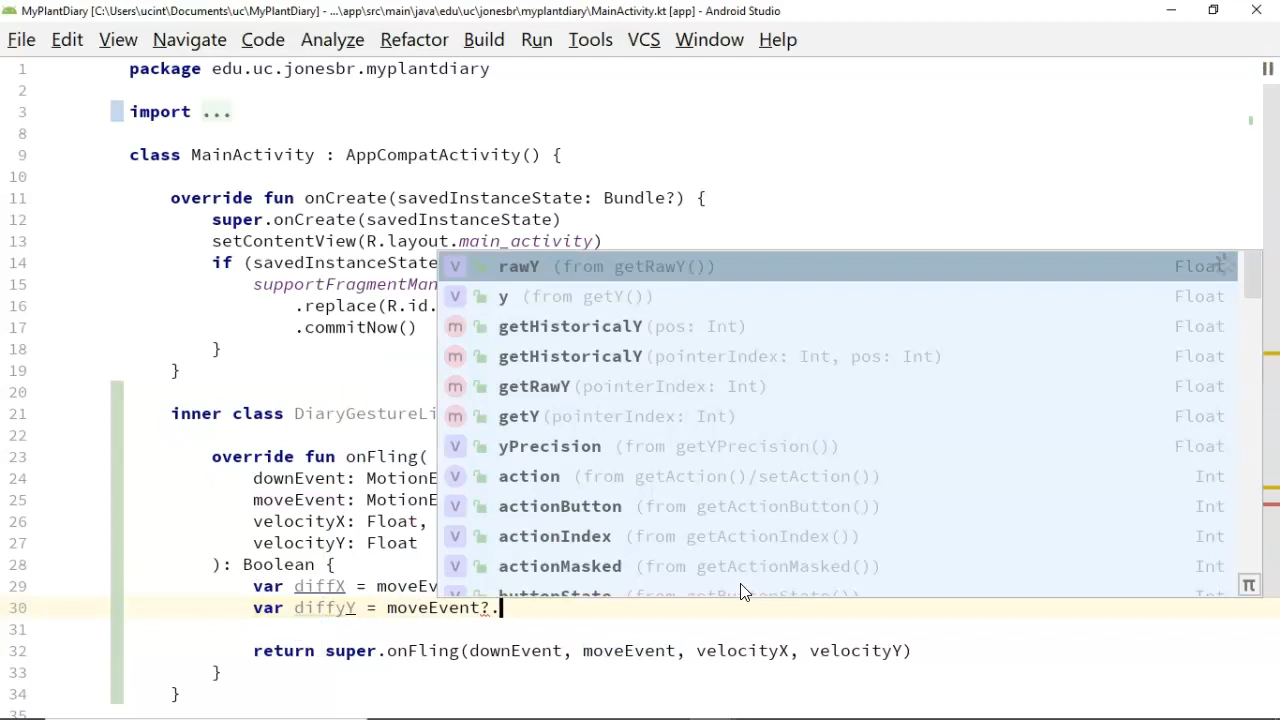 MyPlantDiary [C:\Users\ucint\Documents\uc\MyPlantDiary] - ...\app\src\main\java\edu\uc\jonesbr\myplantdiary\MainActivity.kt [app] - Android Studio
File Edit View Navigate Code Analyze Refactor Build Run Tools VCS Window Help
1 package edu.uc.jonesbr.myplantdiary
2
3 import ...
8
9 class MainActivity : AppCompatActivity() {
10
11 override fun onCreate(savedInstanceState: Bundle?) {
12 super.onCreate(savedInstanceState)
13 setContentView(R.layout.main_activity)
14 if (savedInstanceState
15 supportFragmentMan
16 .replace(R.id.
17 .commitNow()
18 }
19 }
20
21 inner class DiaryGestureLi
22
23 override fun onFling(
24 downEvent: MotionE
25 moveEvent: MotionE
26 velocityX: Float,
27 velocityY: Float
28 ): Boolean {
29 var diffX = moveEv
30 var diffyY = moveEvent?.
31
32 return super.onFling(downEvent, moveEvent, velocityX, velocityY)
33 }
34 }
35
V rawY (from getRawY()) Float
V y (from getY()) Float
m getHistoricalY(pos: Int) Float
m getHistoricalY(pointerIndex: Int, pos: Int) Float
m getRawY(pointerIndex: Int) Float
m getY(pointerIndex: Int) Float
V yPrecision (from getYPrecision()) Float
V action (from getAction()/setAction()) Int
V actionButton (from getActionButton()) Int
V actionIndex (from getActionIndex()) Int
V actionMasked (from getActionMasked()) Int
buttonState (from getButtonState()) Int
π